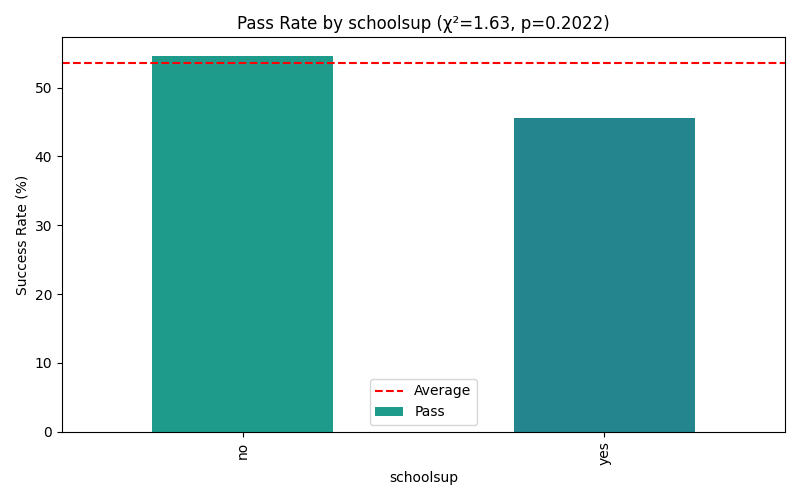 Pass Rate by schoolsup (χ²=1.63, p=0.2022)
Success Rate (%)
50
40
30
20
10
0
Average
Pass
no
yes
schoolsup